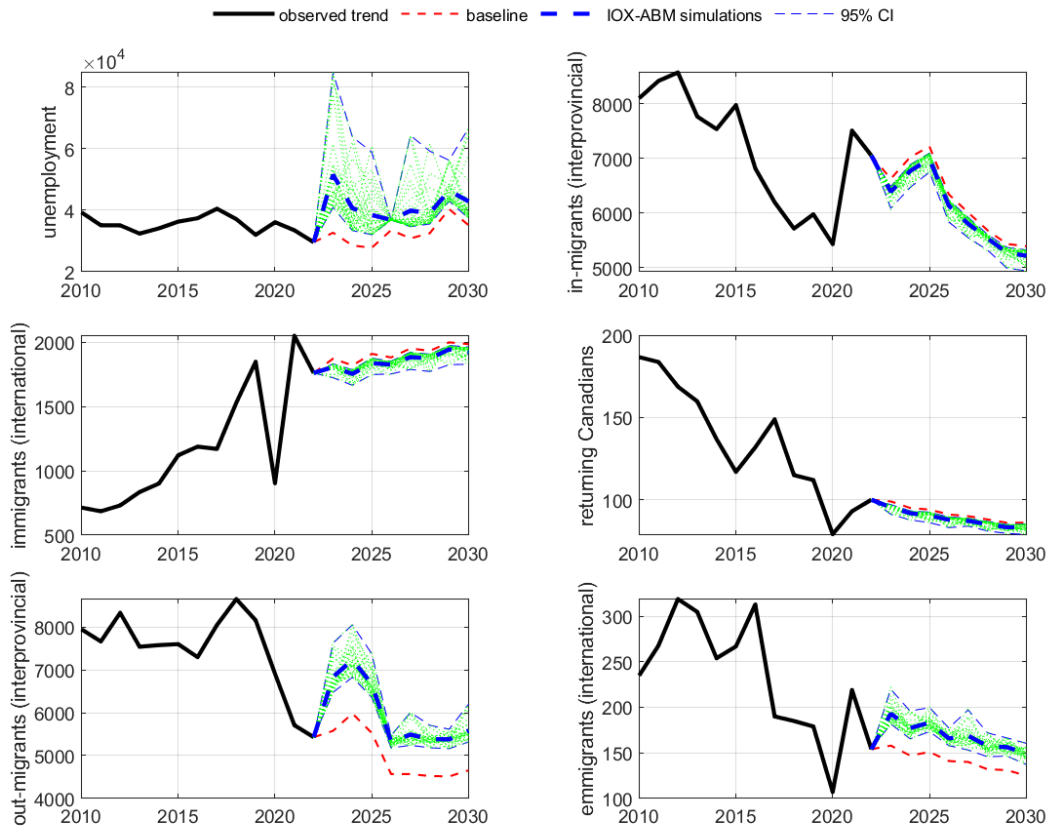 observed trend baseline IOX-ABM simulations 95% CI
×10⁴
8
6
4
2
unemployment
2010 2015 2020 2025 2030
8000
7000
6000
5000
in-migrants (interprovincial)
2010 2015 2020 2025 2030
2000
1500
1000
500
immigrants (international)
2010 2015 2020 2025 2030
200
150
100
returning Canadians
2010 2015 2020 2025 2030
8000
7000
6000
5000
4000
out-migrants (interprovincial)
2010 2015 2020 2025 2030
300
250
200
150
100
emmigrants (international)
2010 2015 2020 2025 2030